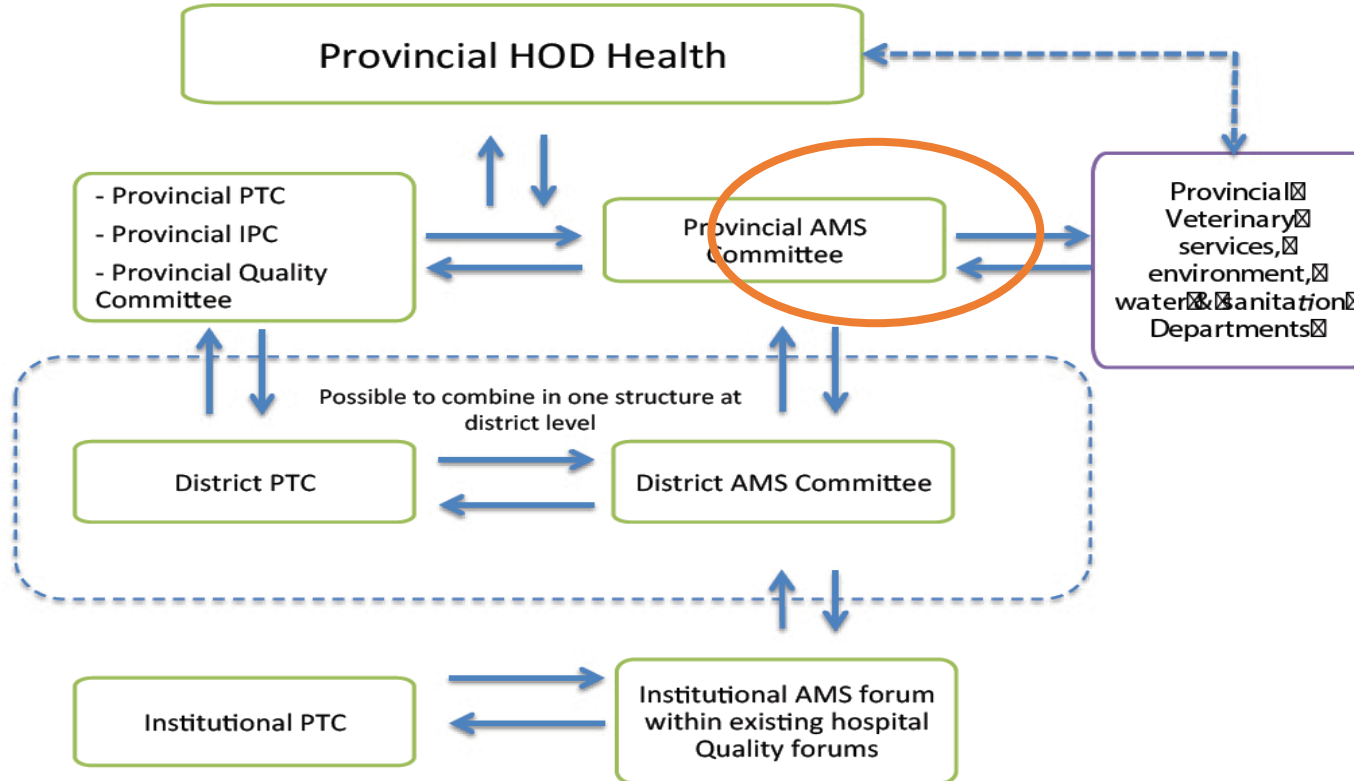 Provincial HOD Health
- Provincial PTC
- Provincial IPC
- Provincial Quality
Committee
Provincial AMS
Committee
Provincial
Veterinary
services,
environment,
water & sanitation
Departments
Possible to combine in one structure at
district level
District PTC
District AMS Committee
Institutional PTC
Institutional AMS forum
within existing hospital
Quality forums